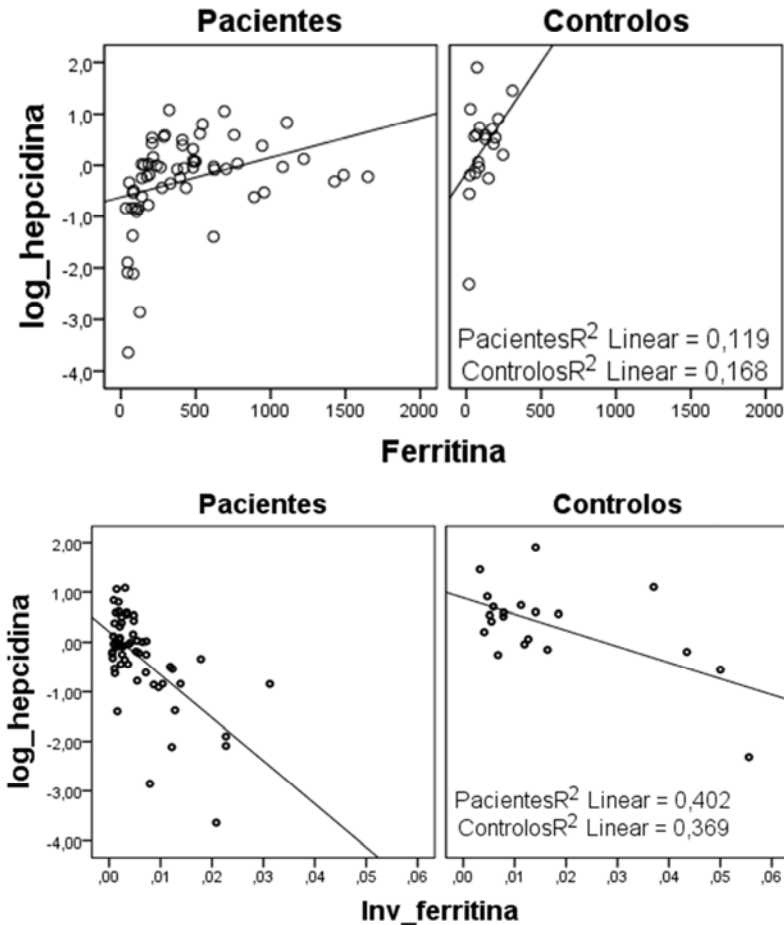 Pacientes Controlos
log_hepcidina
2,0
1,0
,0
-1,0
-2,0
-3,0
-4,0
PacientesR² Linear = 0,119
ControlosR² Linear = 0,168
0 500 1000 1500 2000 0 500 1000 1500 2000
Ferritina
Pacientes Controlos
log_hepcidina
2,00
1,00
,00
-1,00
-2,00
-3,00
-4,00
PacientesR² Linear = 0,402
ControlosR² Linear = 0,369
,00 ,01 ,02 ,03 ,04 ,05 ,06 ,00 ,01 ,02 ,03 ,04 ,05 ,06
Inv_ferritina